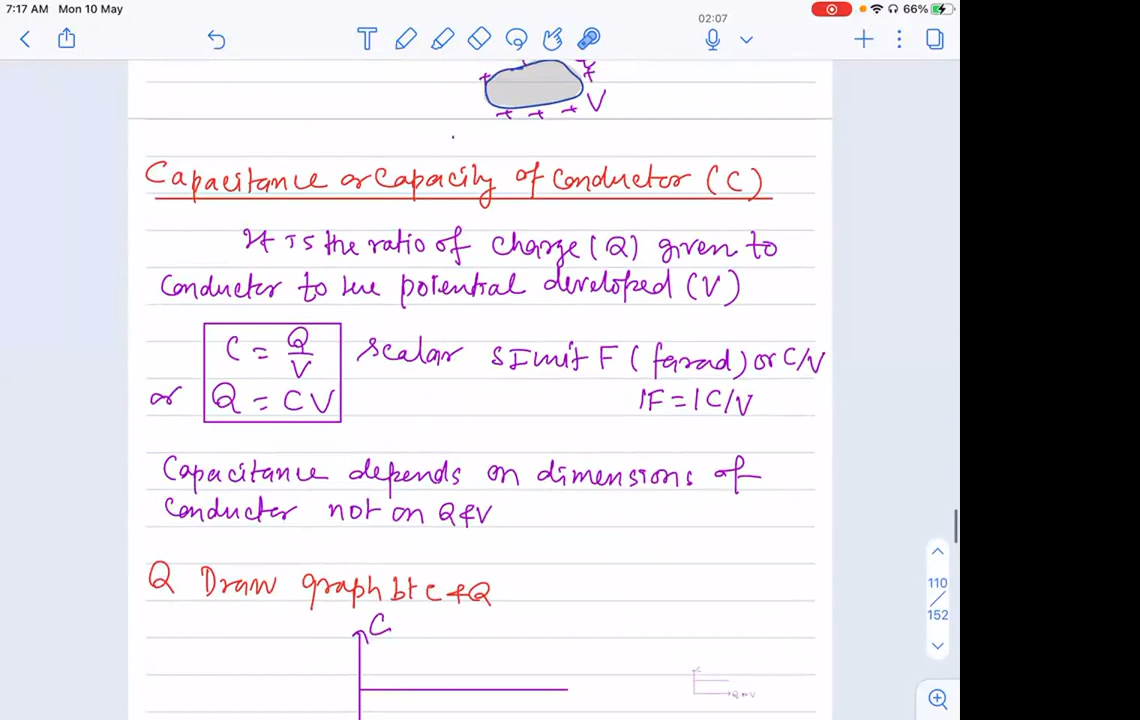 7:17 AM Mon 10 May
66%
02:07
V
Capacitance or Capacity of Conductor (C)
It is the ratio of charge (Q) given to
Conductor to the potential developed (V)
C = Q/V scalar SI unit F (farad) or C/V
or Q = CV 1F = 1C/V
Capacitance depends on dimensions of
Conductor not on Q & V
Q Draw graph bt C & Q
C
110
152